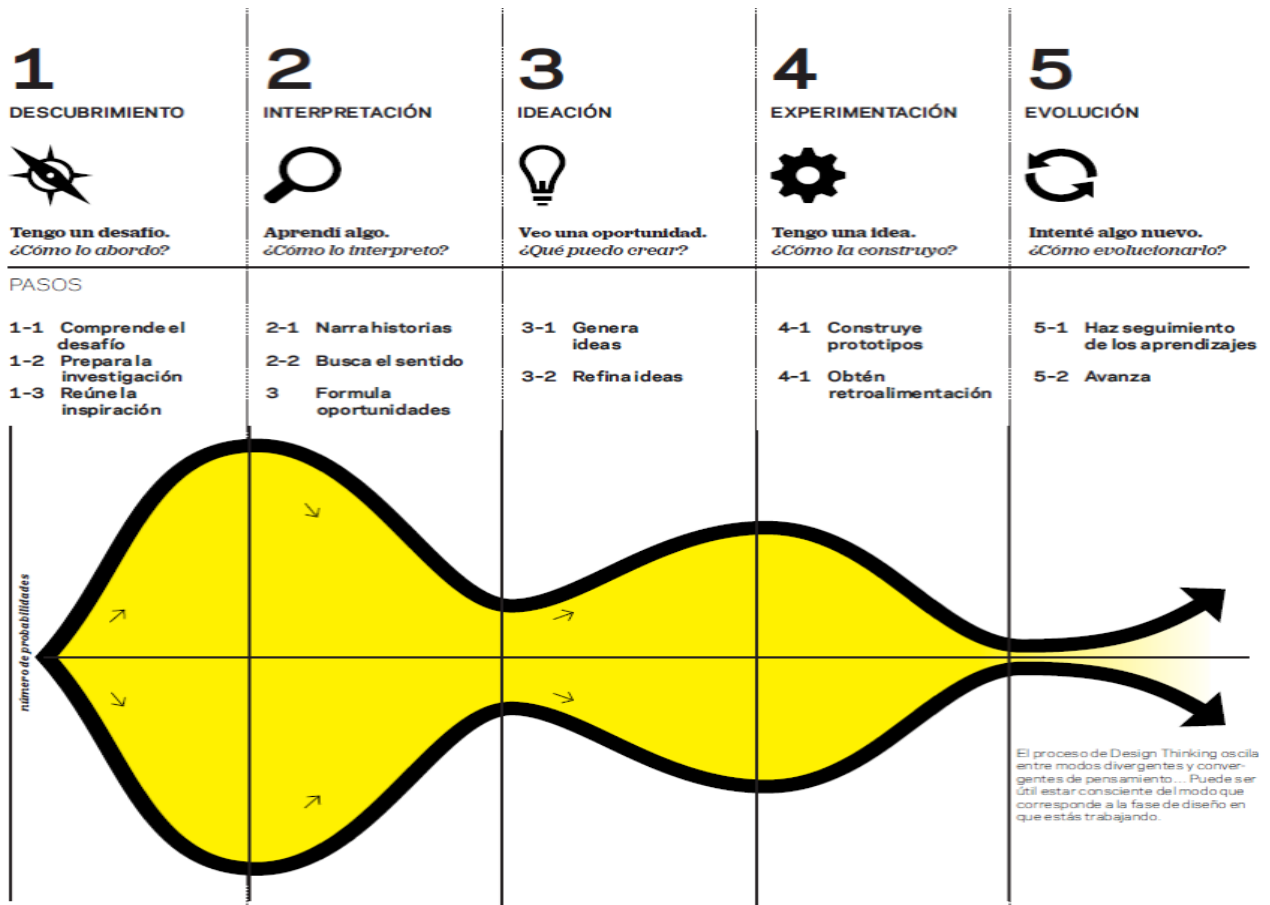 1
DESCUBRIMIENTO
Tengo un desafío.
¿Cómo lo abordo?
2
INTERPRETACIÓN
Aprendí algo.
¿Cómo lo interpreto?
3
IDEACIÓN
Veo una oportunidad.
¿Qué puedo crear?
4
EXPERIMENTACIÓN
Tengo una idea.
¿Cómo la construyo?
5
EVOLUCIÓN
Intenté algo nuevo.
¿Cómo evolucionarlo?
PASOS
1-1 Comprende el
desafío
1-2 Prepara la
investigación
1-3 Reúne la
inspiración
2-1 Narra historias
2-2 Busca el sentido
3 Formula
oportunidades
3-1 Genera
ideas
3-2 Refina ideas
4-1 Construye
prototipos
4-1 Obtén
retroalimentación
5-1 Haz seguimiento
de los aprendizajes
5-2 Avanza
número de probabilidades
El proceso de Design Thinking oscila
entre modos divergentes y conver-
gentes de pensamiento... Puede ser
útil estar consciente del modo que
corresponde a la fase de diseño en
que estás trabajando.